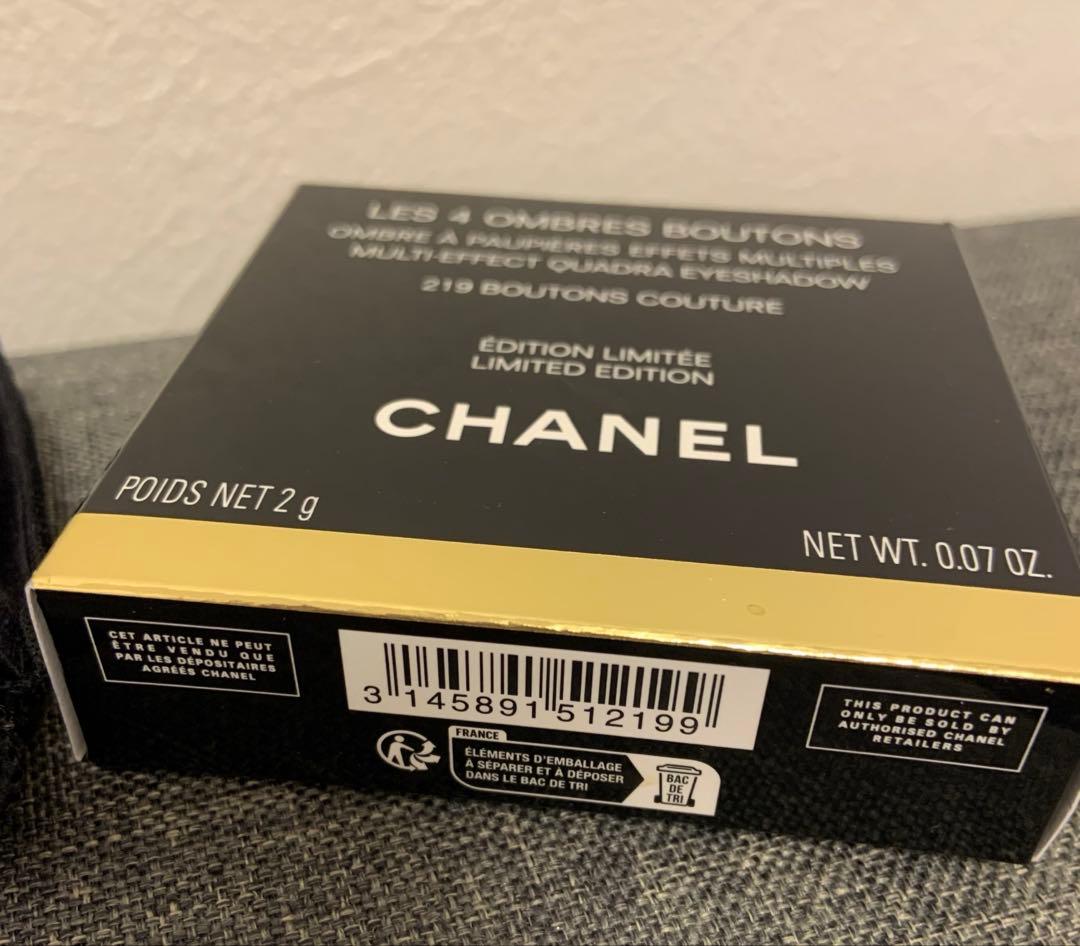 LES 4 OMBRES BOUTONS
OMBRE À PAUPIÈRES EFFETS MULTIPLES
MULTI-EFFECT QUADRA EYESHADOW
219 BOUTONS COUTURE
ÉDITION LIMITÉE
LIMITED EDITION
CHANEL
POIDS NET 2 g
NET WT. 0.07 OZ.
CET ARTICLE NE PEUT
ÊTRE VENDU QUE
PAR LES DÉPOSITAIRES
AGRÉÉS CHANEL
3 145891 512199
THIS PRODUCT CAN
ONLY BE SOLD BY
AUTHORISED CHANEL
RETAILERS
FRANCE
ÉLÉMENTS D'EMBALLAGE
À SÉPARER ET À DÉPOSER
DANS LE BAC DE TRI
BAC
DE
TRI